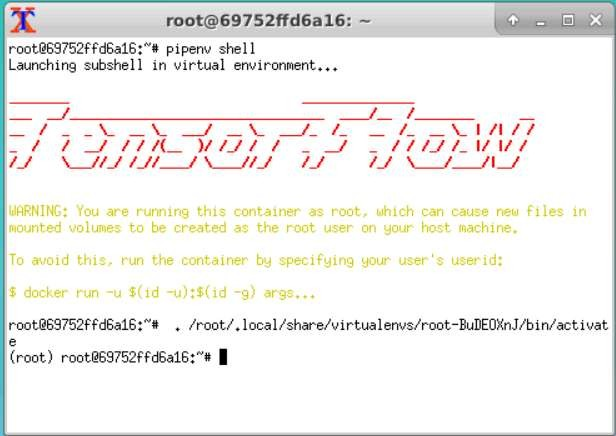 root@69752ffd6a16: ~
root@69752ffd6a16:~# pipenv shell
Launching subshell in virtual environment...
TensorFlow
WARNING: You are running this container as root, which can cause new files in
mounted volumes to be created as the root user on your host machine.
To avoid this, run the container by specifying your user's userid:
$ docker run -u $(id -u):$(id -g) args...
root@69752ffd6a16:~#  . /root/.local/share/virtualenvs/root-BuDEOXnJ/bin/activat
e
(root) root@69752ffd6a16:~#